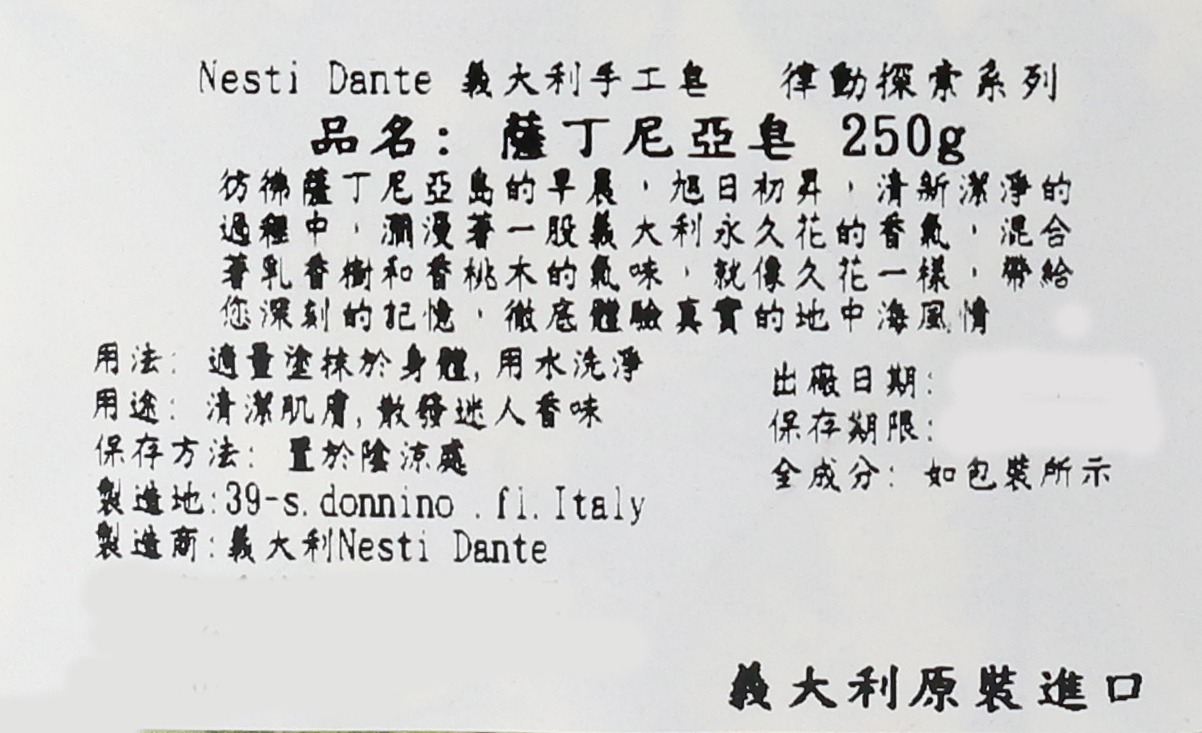 Nesti Dante 義大利手工皂 律動探索系列
品名: 薩丁尼亞皂 250g
彷彿薩丁尼亞島的早晨，旭日初昇，清新潔淨的
過程中，瀰漫著一股義大利永久花的香氣，混合
著乳香樹和香桃木的氣味，就像久花一樣，帶給
您深刻的記憶，徹底體驗真實的地中海風情
用法: 適量塗抹於身體, 用水洗淨
出廠日期:
用途: 清潔肌膚, 散發迷人香味
保存期限:
保存方法: 置於陰涼處
全成分: 如包裝所示
製造地:39-s. donnino .fi. Italy
製造商:義大利Nesti Dante
義大利原裝進口